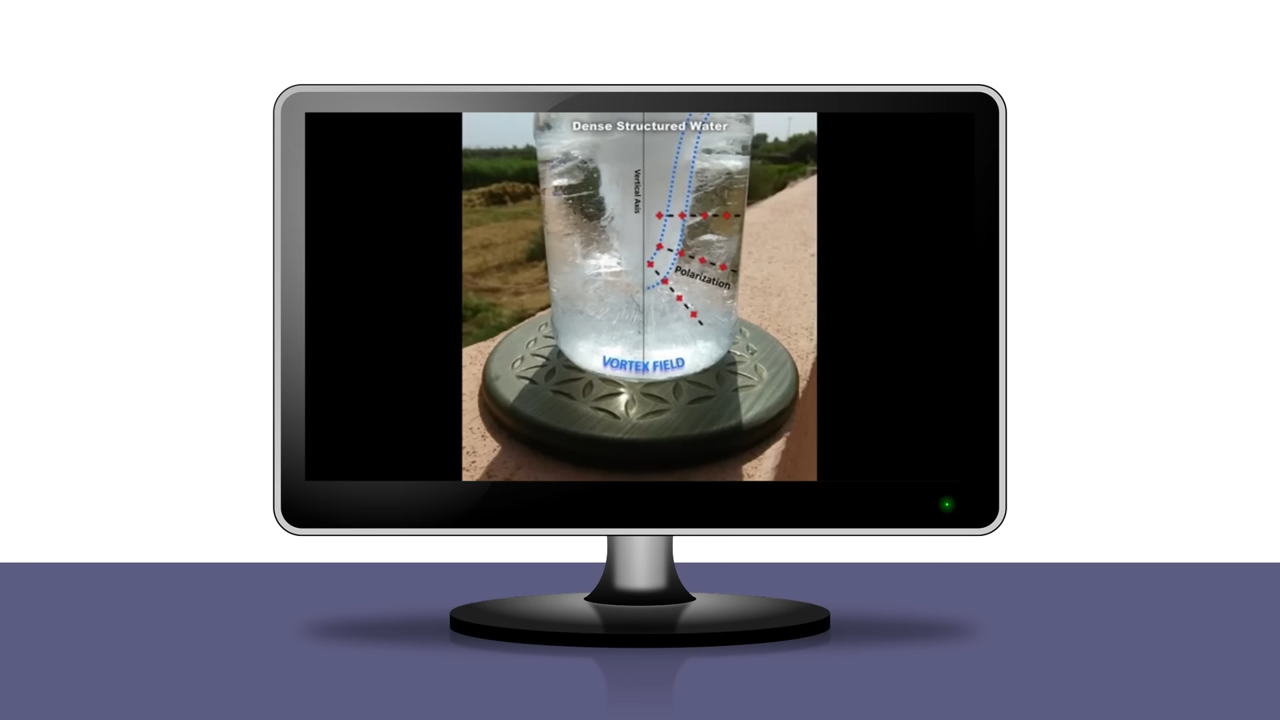 Dense Structured Water
Vertical Axis
Polarization
VORTEX FIELD